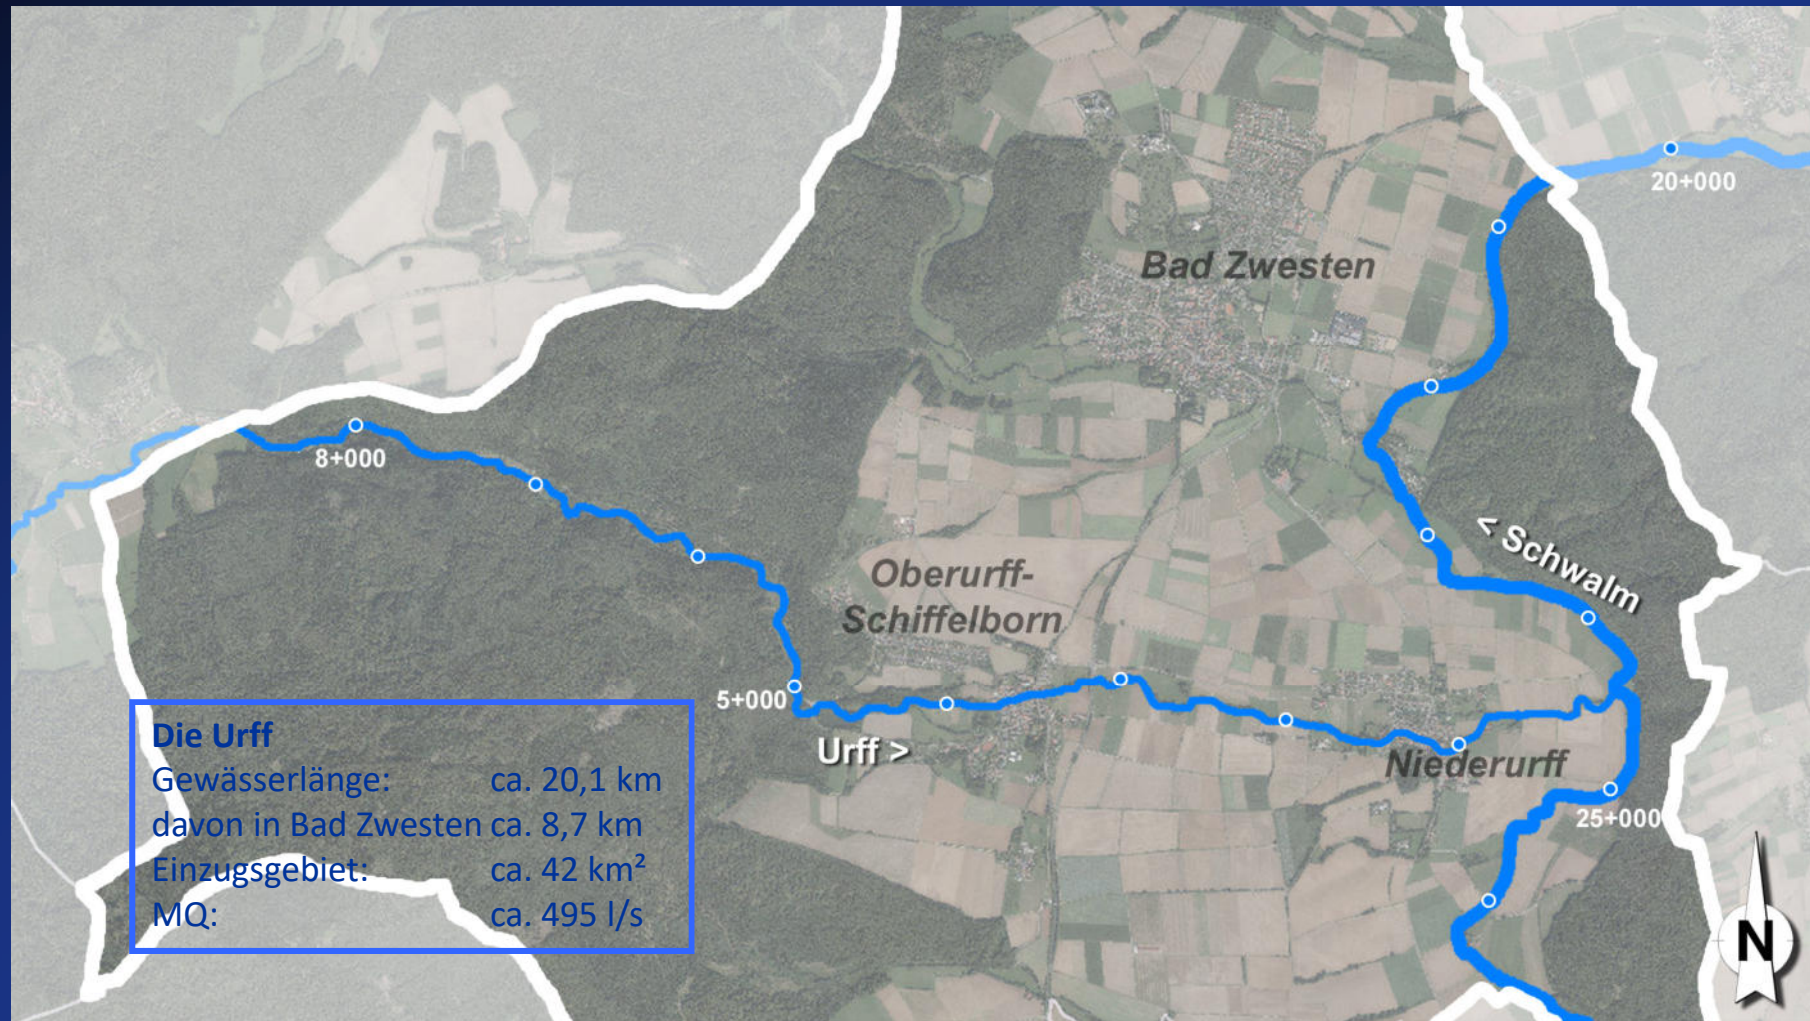 20+000
Bad Zwesten
8+000
< Schwalm
Oberurff-
Schiffelborn
5+000
Urff >
Niederurff
25+000
Die Urff
Gewässerlänge: ca. 20,1 km
davon in Bad Zwesten ca. 8,7 km
Einzugsgebiet: ca. 42 km²
MQ: ca. 495 l/s
N